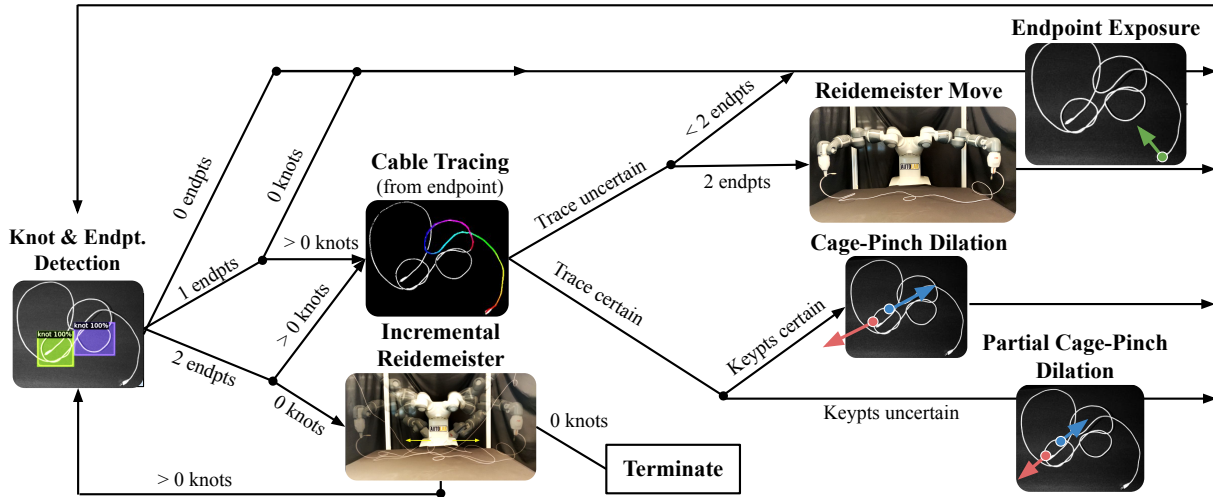 Endpoint Exposure
Reidemeister Move
< 2 endpts
2 endpts
0 endpts
0 knots
Cable Tracing
(from endpoint)
Trace uncertain
Knot & Endpt.
Detection
knot 100%
knot 100%
1 endpts
> 0 knots
> 0 knots
2 endpts
0 knots
Incremental
Reidemeister
Trace certain
Cage-Pinch Dilation
Keypts certain
Partial Cage-Pinch
Dilation
Keypts uncertain
0 knots
Terminate
> 0 knots